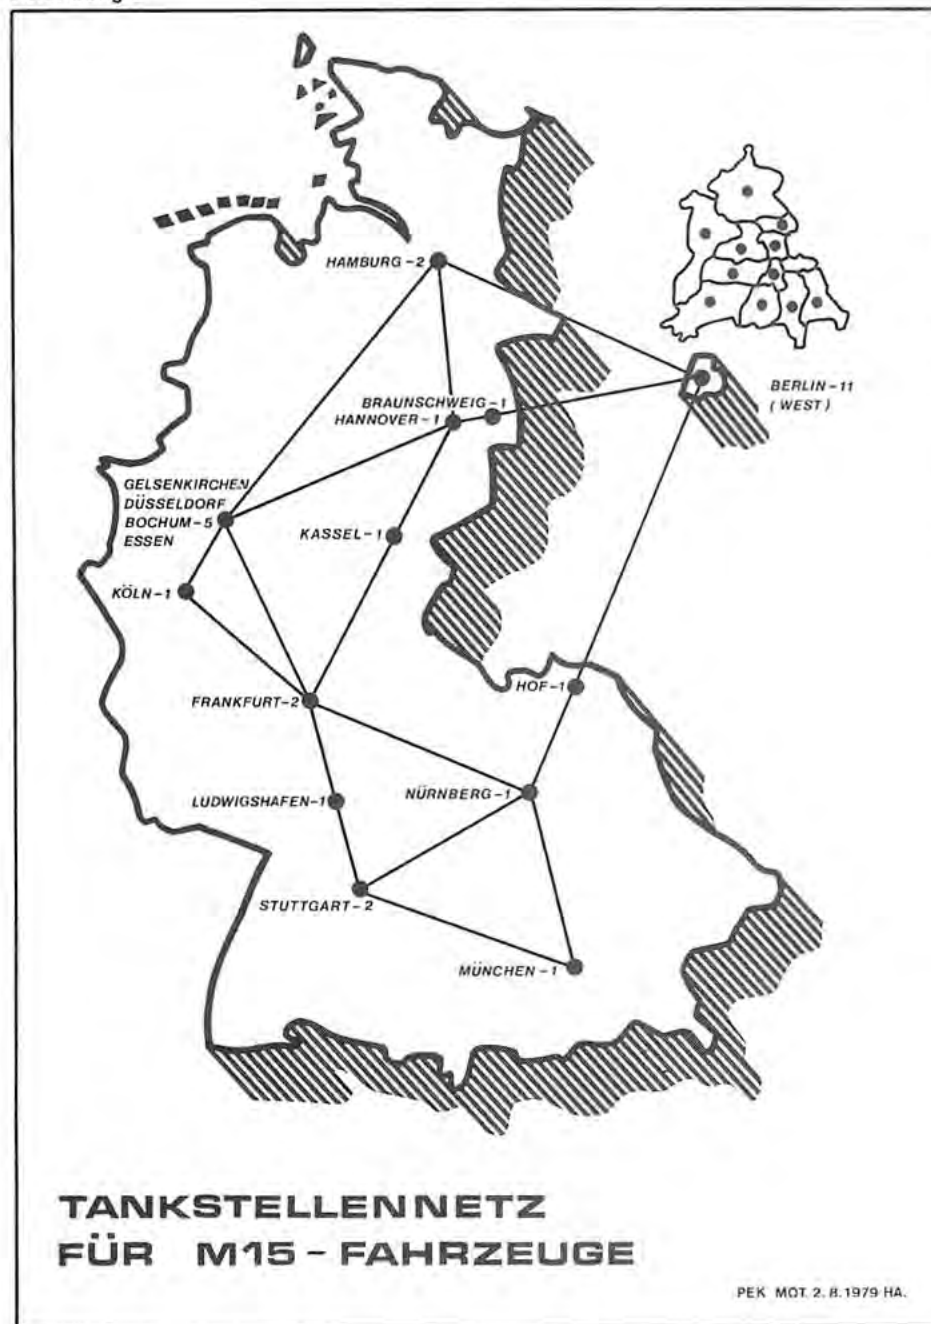 HAMBURG-2
BERLIN-11
(WEST)
BRAUNSCHWEIG-1
HANNOVER-1
GELSENKIRCHEN
DÜSSELDORF
BOCHUM-5
ESSEN
KASSEL-1
KÖLN-1
HOF-1
FRANKFURT-2
LUDWIGSHAFEN-1
NÜRNBERG-1
STUTTGART-2
MÜNCHEN-1
TANKSTELLENNETZ
FÜR M15-FAHRZEUGE
PEK MOT. 2.8.1979 HA.